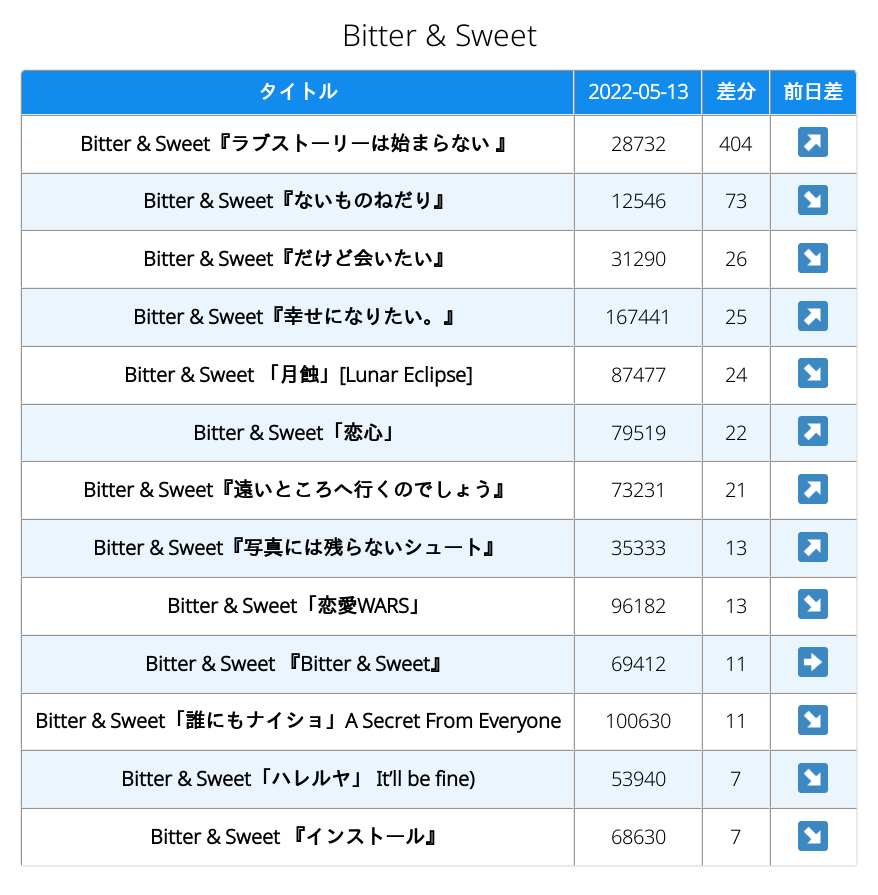 Bitter & Sweet
タイトル 2022-05-13 差分 前日差
Bitter & Sweet『ラブストーリーは始まらない 』 28732 404 ↗
Bitter & Sweet『ないものねだり』 12546 73 ↘
Bitter & Sweet『だけど会いたい』 31290 26 ↘
Bitter & Sweet『幸せになりたい。』 167441 25 ↗
Bitter & Sweet 「月蝕」[Lunar Eclipse] 87477 24 ↘
Bitter & Sweet「恋心」 79519 22 ↗
Bitter & Sweet『遠いところへ行くのでしょう』 73231 21 ↗
Bitter & Sweet『写真には残らないシュート』 35333 13 ↗
Bitter & Sweet「恋愛WARS」 96182 13 ↘
Bitter & Sweet 『Bitter & Sweet』 69412 11 ➡
Bitter & Sweet「誰にもナイショ」A Secret From Everyone 100630 11 ↘
Bitter & Sweet「ハレルヤ」 It'll be fine) 53940 7 ↘
Bitter & Sweet 『インストール』 68630 7 ↘